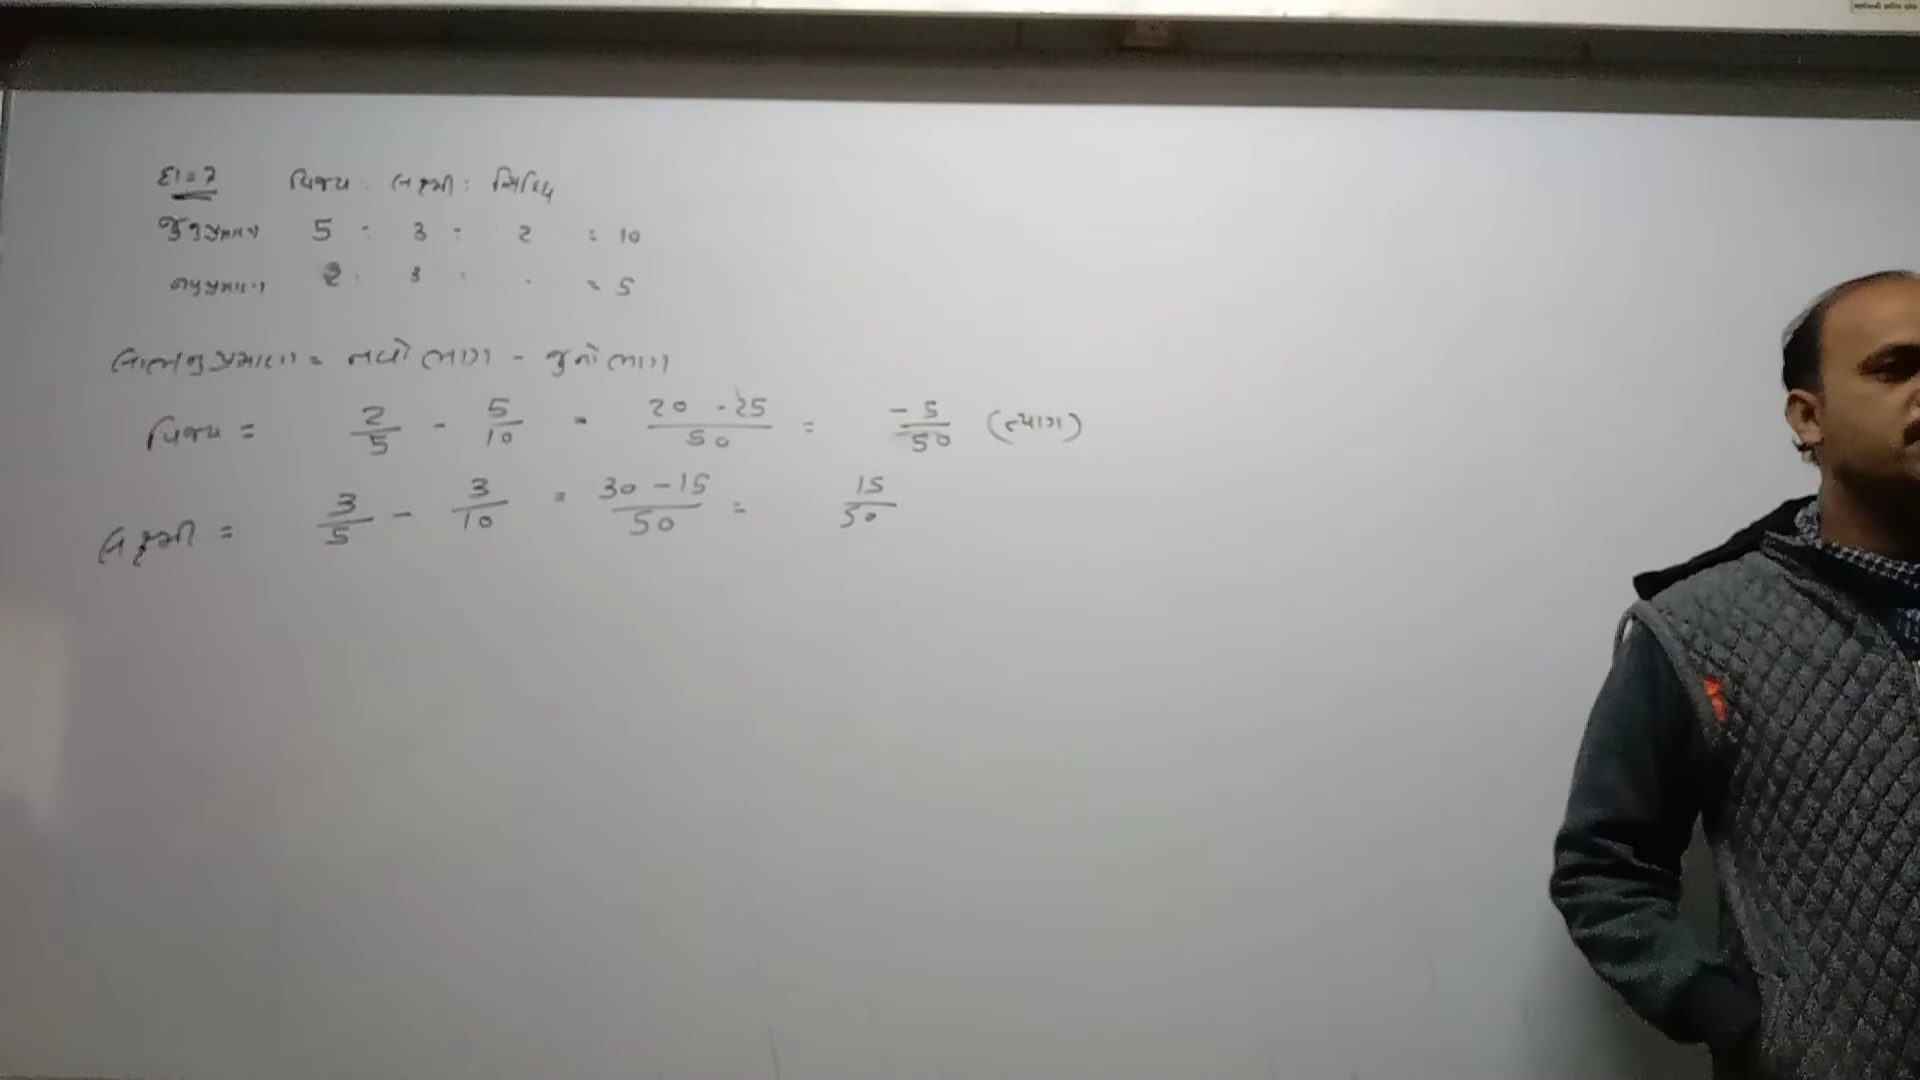 દા=7 વિજય : લક્ષ્મી : સિધ્ધિ
જુનુપ્રમાણ 5 : 3 : 2 = 10
નવુપ્રમાણ 2 : 3 : . = 5
લાભનુપ્રમાણ = નવો ભાગ - જુનો ભાગ
વિજય = 2/5 - 5/10 = 20 - 25/50 = -5/50 (ત્યાગ)
લક્ષ્મી = 3/5 - 3/10 = 30 - 15/50 = 15/50